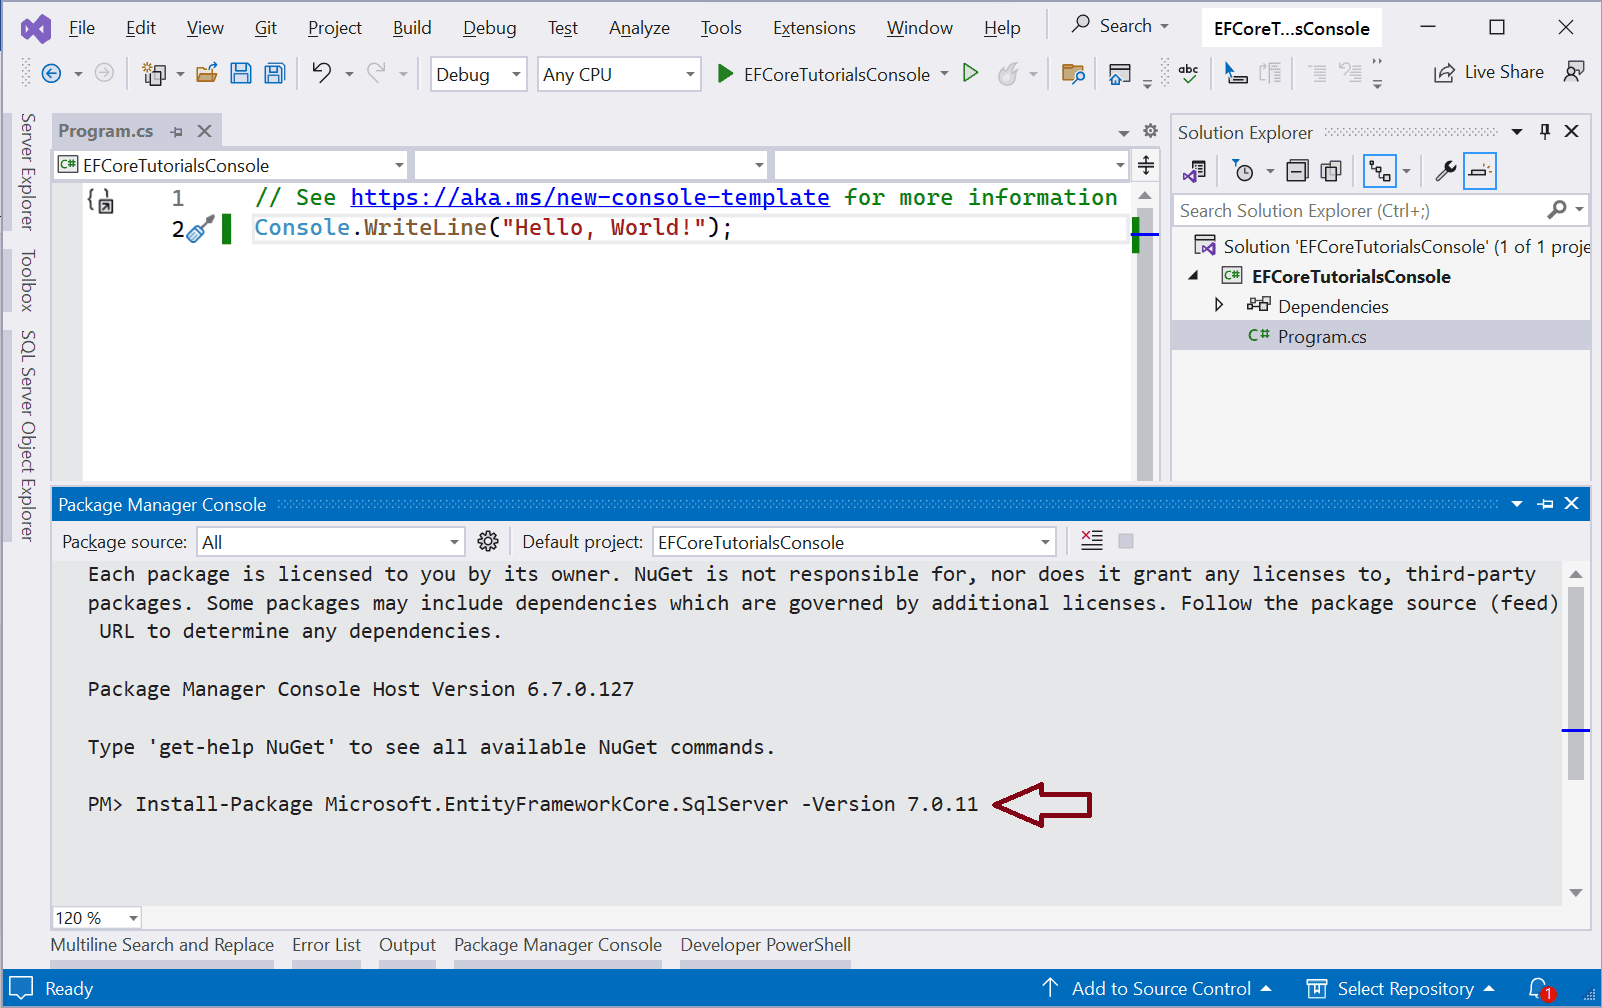 File Edit View Git Project Build Debug Test Analyze Tools Extensions Window Help Search EFCoreT...sConsole
Debug Any CPU EFCoreTutorialsConsole abc Live Share
Server Explorer
Toolbox
SQL Server Object Explorer
Program.cs
C# EFCoreTutorialsConsole
1 // See https://aka.ms/new-console-template for more information
2 Console.WriteLine("Hello, World!");
Solution Explorer
Search Solution Explorer (Ctrl+;)
Solution 'EFCoreTutorialsConsole' (1 of 1 proje
C# EFCoreTutorialsConsole
Dependencies
C# Program.cs
Package Manager Console
Package source: All Default project: EFCoreTutorialsConsole
Each package is licensed to you by its owner. NuGet is not responsible for, nor does it grant any licenses to, third-party
packages. Some packages may include dependencies which are governed by additional licenses. Follow the package source (feed)
URL to determine any dependencies.
Package Manager Console Host Version 6.7.0.127
Type 'get-help NuGet' to see all available NuGet commands.
PM> Install-Package Microsoft.EntityFrameworkCore.SqlServer -Version 7.0.11
120 %
Multiline Search and Replace Error List Output Package Manager Console Developer PowerShell
Ready Add to Source Control Select Repository 1